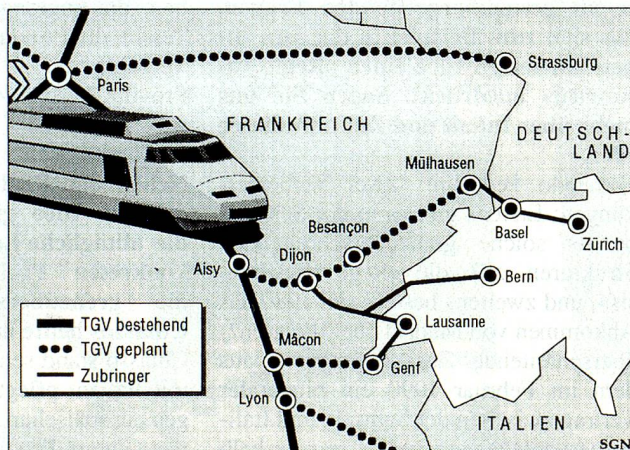 Strassburg
Paris
FRANKREICH
DEUTSCH-
LAND
Mülhausen
Besançon
Basel
Zürich
Aisy
Dijon
Bern
TGV bestehend
TGV geplant
Zubringer
Mâcon
Lausanne
Genf
Lyon
ITALIEN
SGN